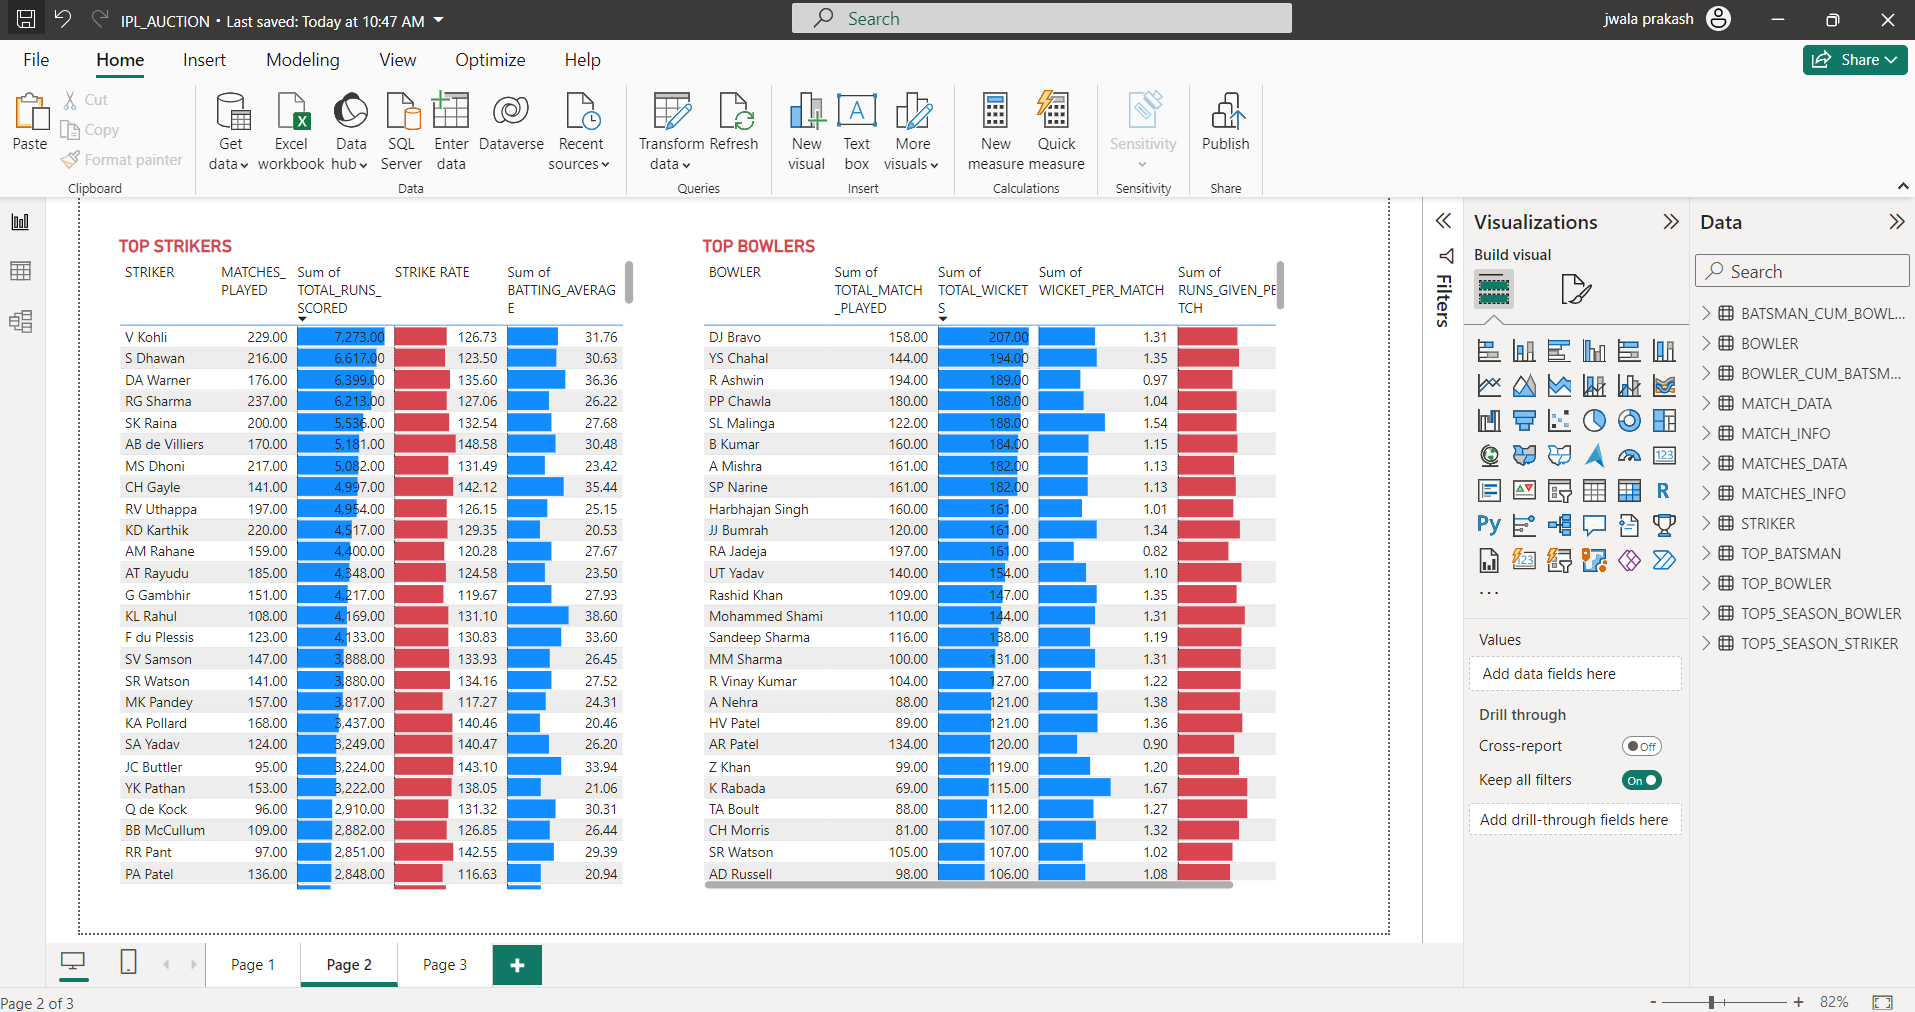 IPL_AUCTION • Last saved: Today at 10:47 AM
Search
jwala prakash
File Home Insert Modeling View Optimize Help
Share
Paste
Cut
Copy
Format painter
Clipboard
Get data
Excel workbook
Data hub
SQL Server
Enter data
Dataverse
Recent sources
Data
Transform data
Refresh
Queries
New visual
Text box
More visuals
Insert
New measure
Quick measure
Calculations
Sensitivity
Sensitivity
Publish
Share
TOP STRIKERS
STRIKER MATCHES_PLAYED Sum of TOTAL_RUNS_SCORED STRIKE RATE Sum of BATTING_AVERAGE
V Kohli 229.00 7,273.00 126.73 31.76
S Dhawan 216.00 6,617.00 123.50 30.63
DA Warner 176.00 6,399.00 135.60 36.36
RG Sharma 237.00 6,213.00 127.06 26.22
SK Raina 200.00 5,536.00 132.54 27.68
AB de Villiers 170.00 5,181.00 148.58 30.48
MS Dhoni 217.00 5,082.00 131.49 23.42
CH Gayle 141.00 4,997.00 142.12 35.44
RV Uthappa 197.00 4,954.00 126.15 25.15
KD Karthik 220.00 4,517.00 129.35 20.53
AM Rahane 159.00 4,400.00 120.28 27.67
AT Rayudu 185.00 4,348.00 124.58 23.50
G Gambhir 151.00 4,217.00 119.67 27.93
KL Rahul 108.00 4,169.00 131.10 38.60
F du Plessis 123.00 4,133.00 130.83 33.60
SV Samson 147.00 3,888.00 133.93 26.45
SR Watson 141.00 3,880.00 134.16 27.52
MK Pandey 157.00 3,817.00 117.27 24.31
KA Pollard 168.00 3,437.00 140.46 20.46
SA Yadav 124.00 3,249.00 140.47 26.20
JC Buttler 95.00 3,224.00 143.10 33.94
YK Pathan 153.00 3,222.00 138.05 21.06
Q de Kock 96.00 2,910.00 131.32 30.31
BB McCullum 109.00 2,882.00 126.85 26.44
RR Pant 97.00 2,851.00 142.55 29.39
PA Patel 136.00 2,848.00 116.63 20.94
TOP BOWLERS
BOWLER Sum of TOTAL_MATCH_PLAYED Sum of TOTAL_WICKETS Sum of WICKET_PER_MATCH Sum of RUNS_GIVEN_PE TCH
DJ Bravo 158.00 207.00 1.31
YS Chahal 144.00 194.00 1.35
R Ashwin 194.00 189.00 0.97
PP Chawla 180.00 188.00 1.04
SL Malinga 122.00 188.00 1.54
B Kumar 160.00 184.00 1.15
A Mishra 161.00 182.00 1.13
SP Narine 161.00 182.00 1.13
Harbhajan Singh 160.00 161.00 1.01
JJ Bumrah 120.00 161.00 1.34
RA Jadeja 197.00 161.00 0.82
UT Yadav 140.00 154.00 1.10
Rashid Khan 109.00 147.00 1.35
Mohammed Shami 110.00 144.00 1.31
Sandeep Sharma 116.00 138.00 1.19
MM Sharma 100.00 131.00 1.31
R Vinay Kumar 104.00 127.00 1.22
A Nehra 88.00 121.00 1.38
HV Patel 89.00 121.00 1.36
AR Patel 134.00 120.00 0.90
Z Khan 99.00 119.00 1.20
K Rabada 69.00 115.00 1.67
TA Boult 88.00 112.00 1.27
CH Morris 81.00 107.00 1.32
SR Watson 105.00 107.00 1.02
AD Russell 98.00 106.00 1.08
Filters
Visualizations
Build visual
123
R
Py
123
...
Values
Add data fields here
Drill through
Cross-report Off
Keep all filters On
Add drill-through fields here
Data
Search
BATSMAN_CUM_BOWL...
BOWLER
BOWLER_CUM_BATSM...
MATCH_DATA
MATCH_INFO
MATCHES_DATA
MATCHES_INFO
STRIKER
TOP_BATSMAN
TOP_BOWLER
TOP5_SEASON_BOWLER
TOP5_SEASON_STRIKER
Page 1 Page 2 Page 3 +
Page 2 of 3
- + 82%